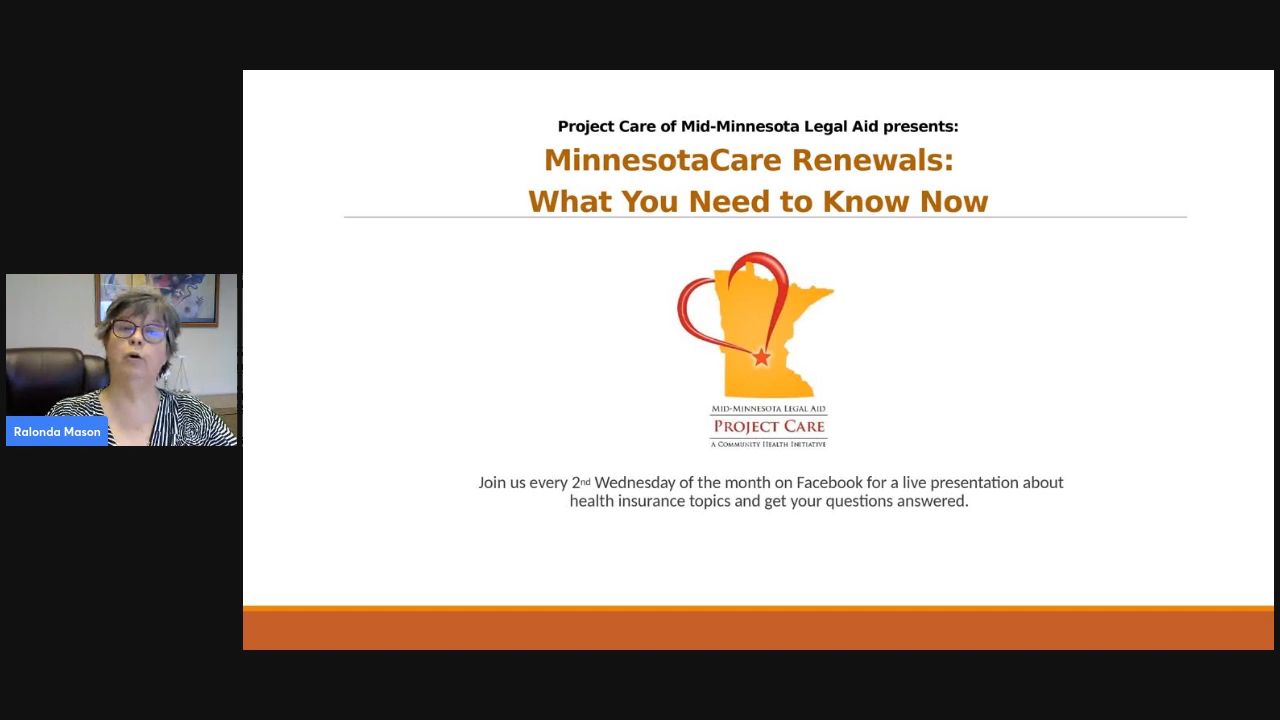 Project Care of Mid-Minnesota Legal Aid presents:
MinnesotaCare Renewals:
What You Need to Know Now
MID-MINNESOTA LEGAL AID
PROJECT CARE
A COMMUNITY HEALTH INITIATIVE
Join us every 2nd Wednesday of the month on Facebook for a live presentation about
health insurance topics and get your questions answered.
Ralonda Mason